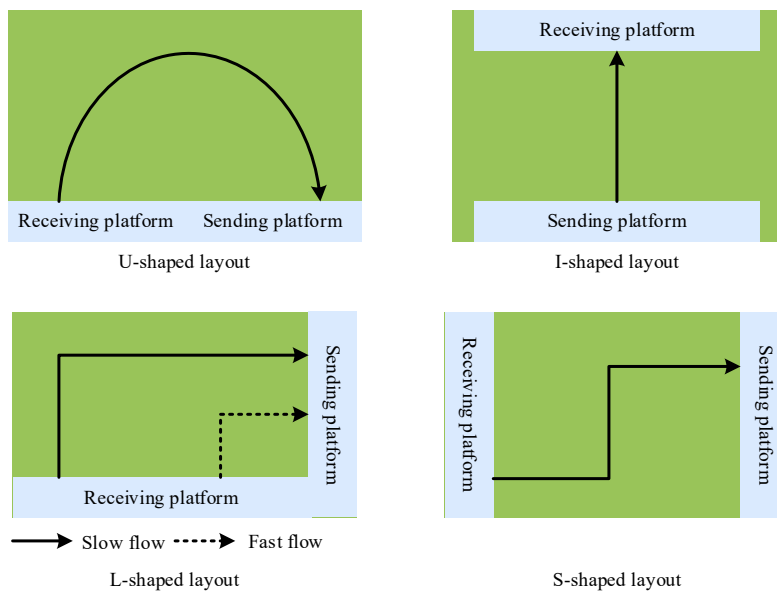 Receiving platform
Sending platform
U-shaped layout
Receiving platform
Sending platform
I-shaped layout
Receiving platform
Sending platform
Slow flow
Fast flow
L-shaped layout
Receiving platform
Sending platform
S-shaped layout